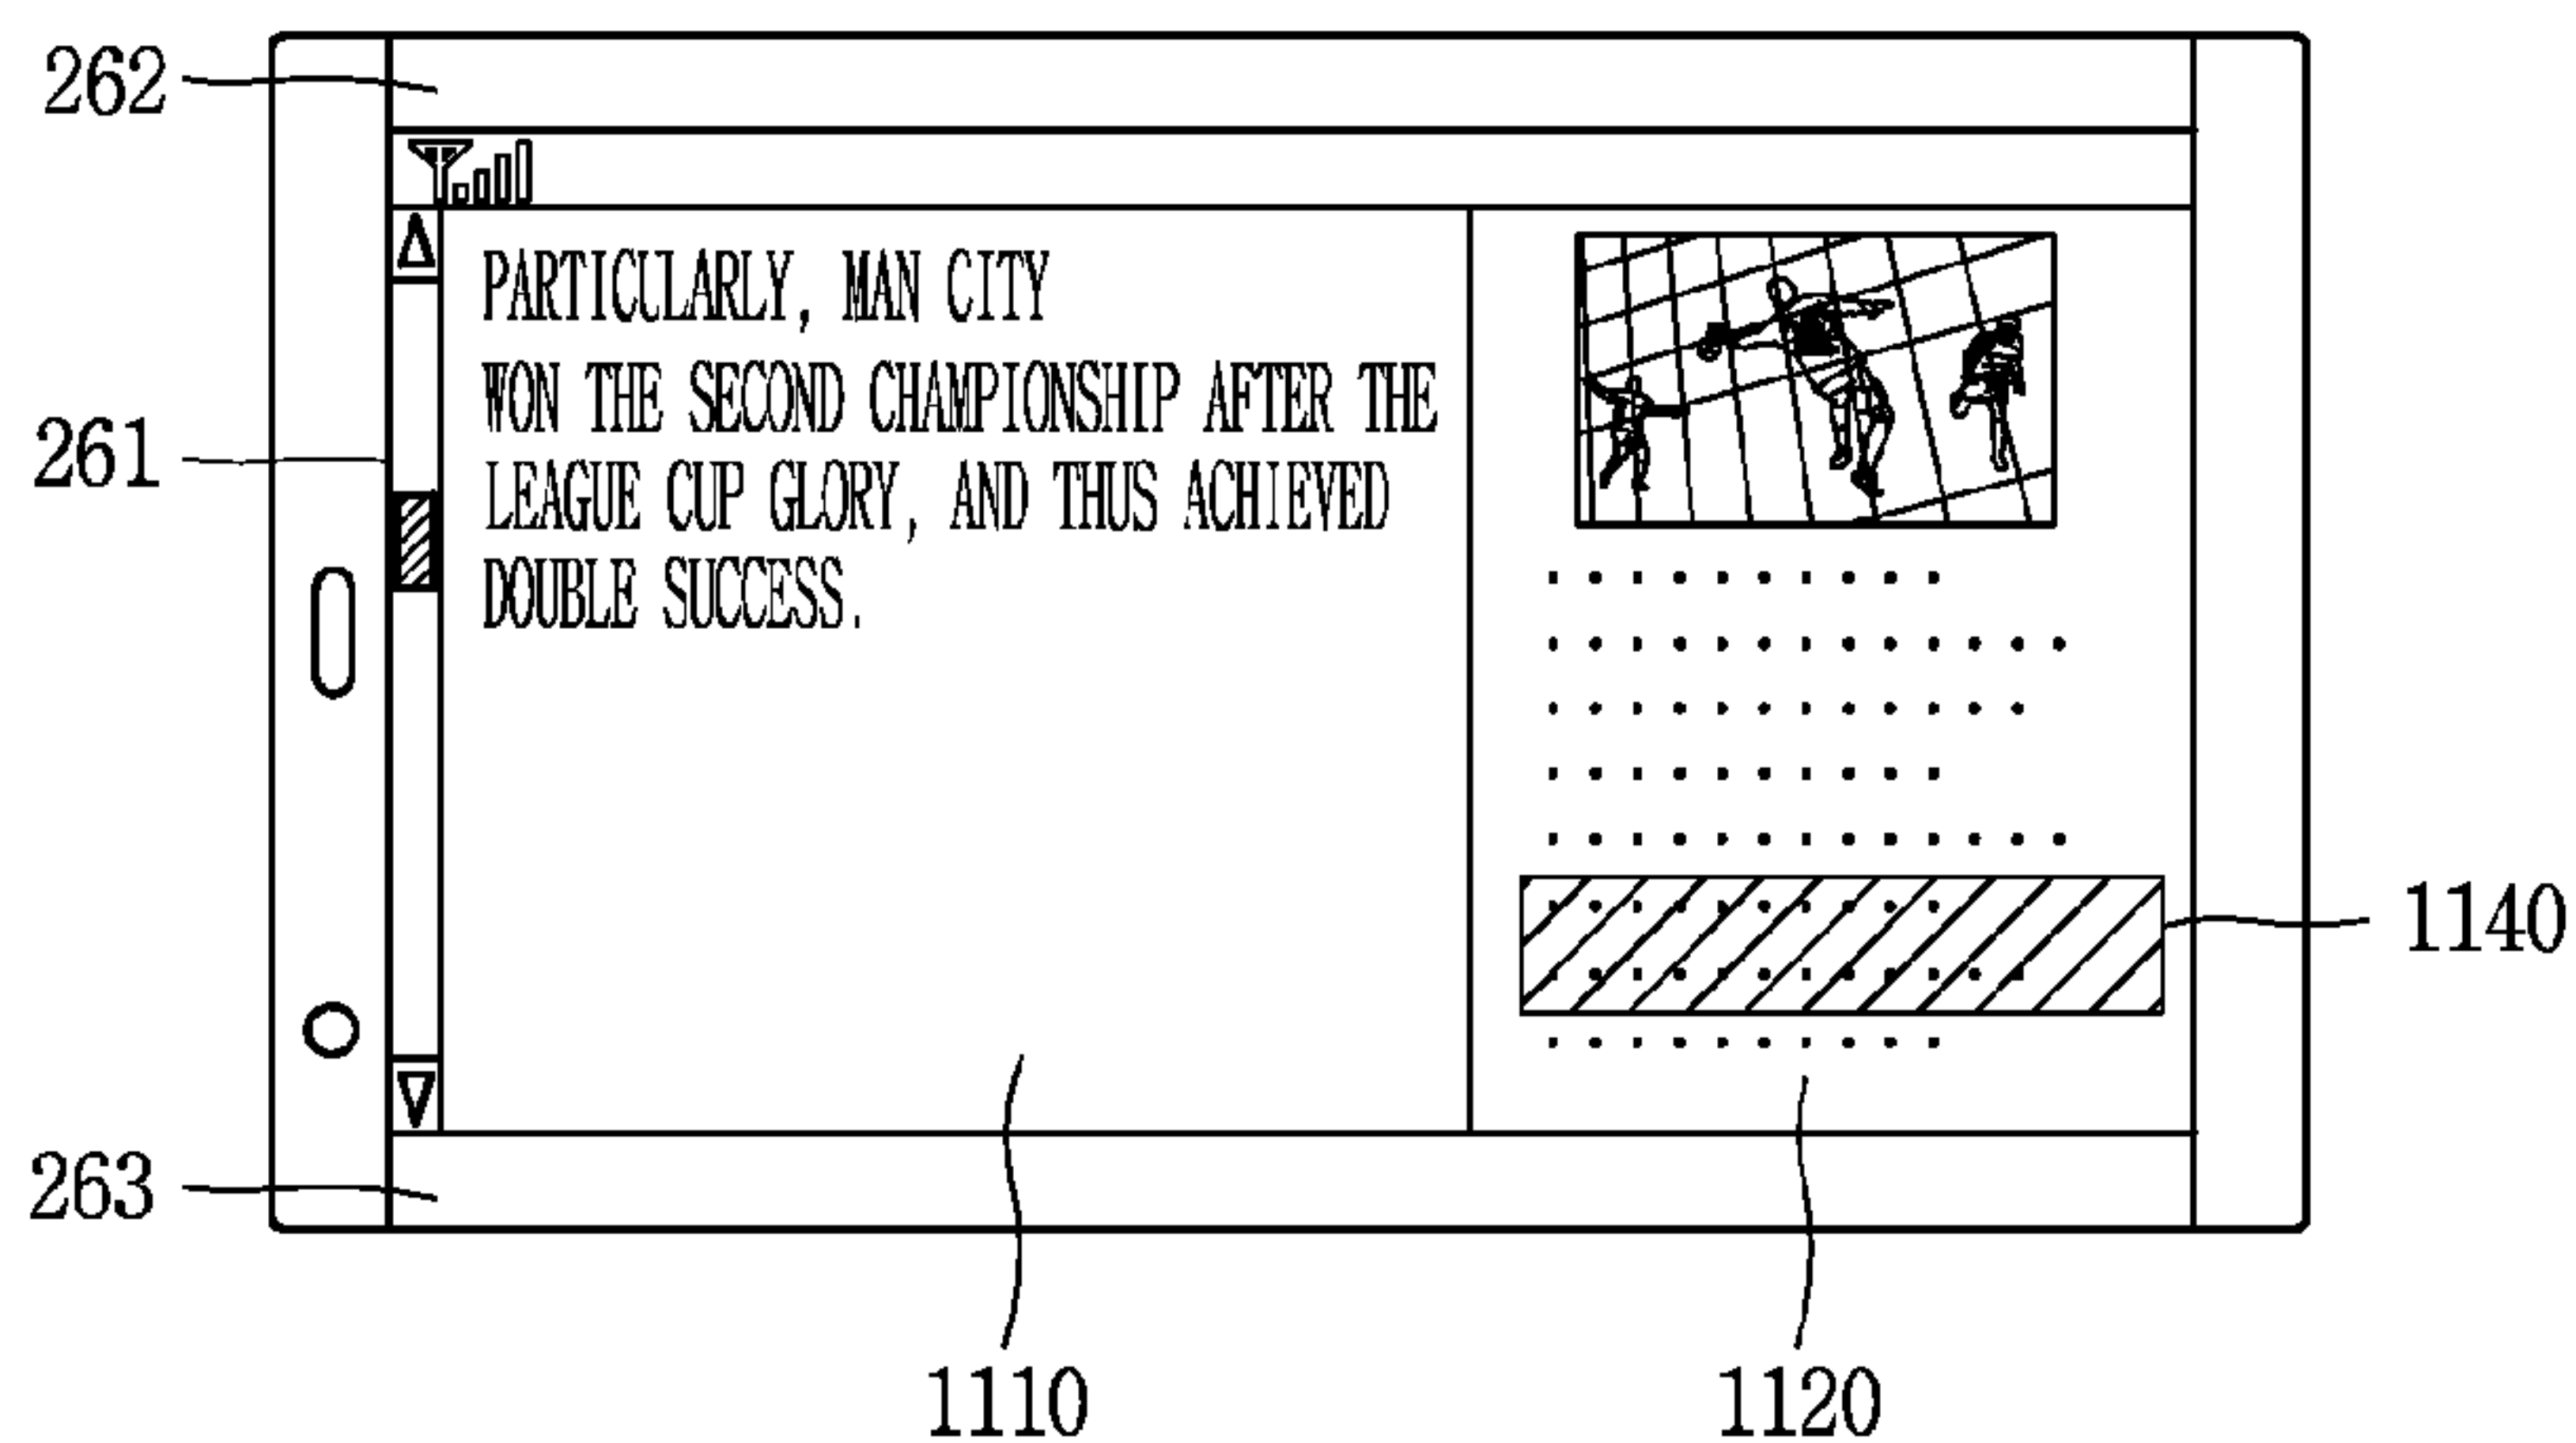 262
PARTICULARLY, MAN CITY
WON THE SECOND CHAMPIONSHIP AFTER THE
LEAGUE CUP GLORY, AND THUS ACHIEVED
DOUBLE SUCCESS.
261
1140
263
1110
1120